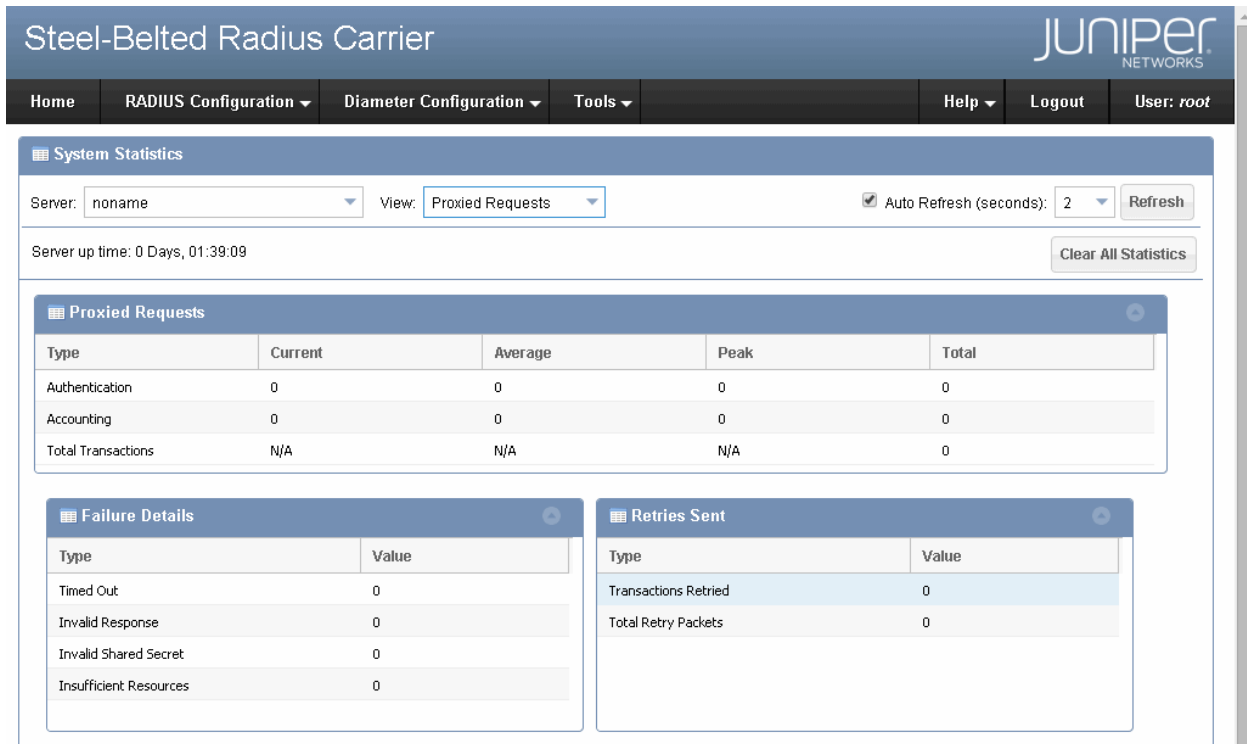 Steel-Belted Radius Carrier
JUNIPER NETWORKS
Home RADIUS Configuration Diameter Configuration Tools Help Logout User: root
System Statistics
Server: noname View: Proxied Requests Auto Refresh (seconds): 2 Refresh
Server up time: 0 Days, 01:39:09 Clear All Statistics
Proxied Requests
Type Current Average Peak Total
Authentication 0 0 0 0
Accounting 0 0 0 0
Total Transactions N/A N/A N/A 0
Failure Details
Type Value
Timed Out 0
Invalid Response 0
Invalid Shared Secret 0
Insufficient Resources 0
Retries Sent
Type Value
Transactions Retried 0
Total Retry Packets 0